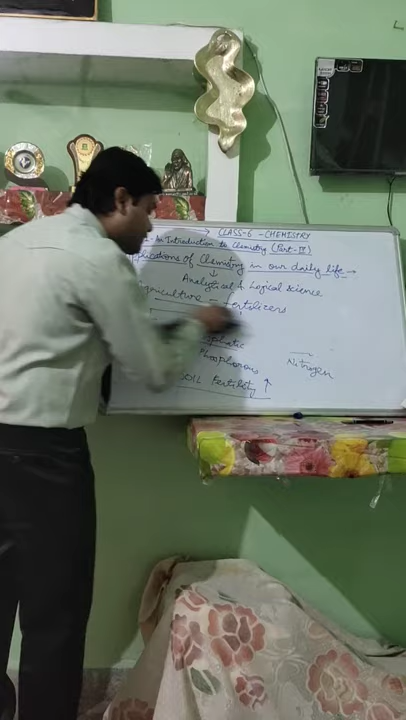 CLASS-6 - CHEMISTRY
An Introduction to Chemistry (Part-II)
Applications of Chemistry in our daily life →
Analytical & Logical science
Agriculture — Fertilizers
Phosphatic
Phosphorous
Nitrogen
SOIL Fertility ↑